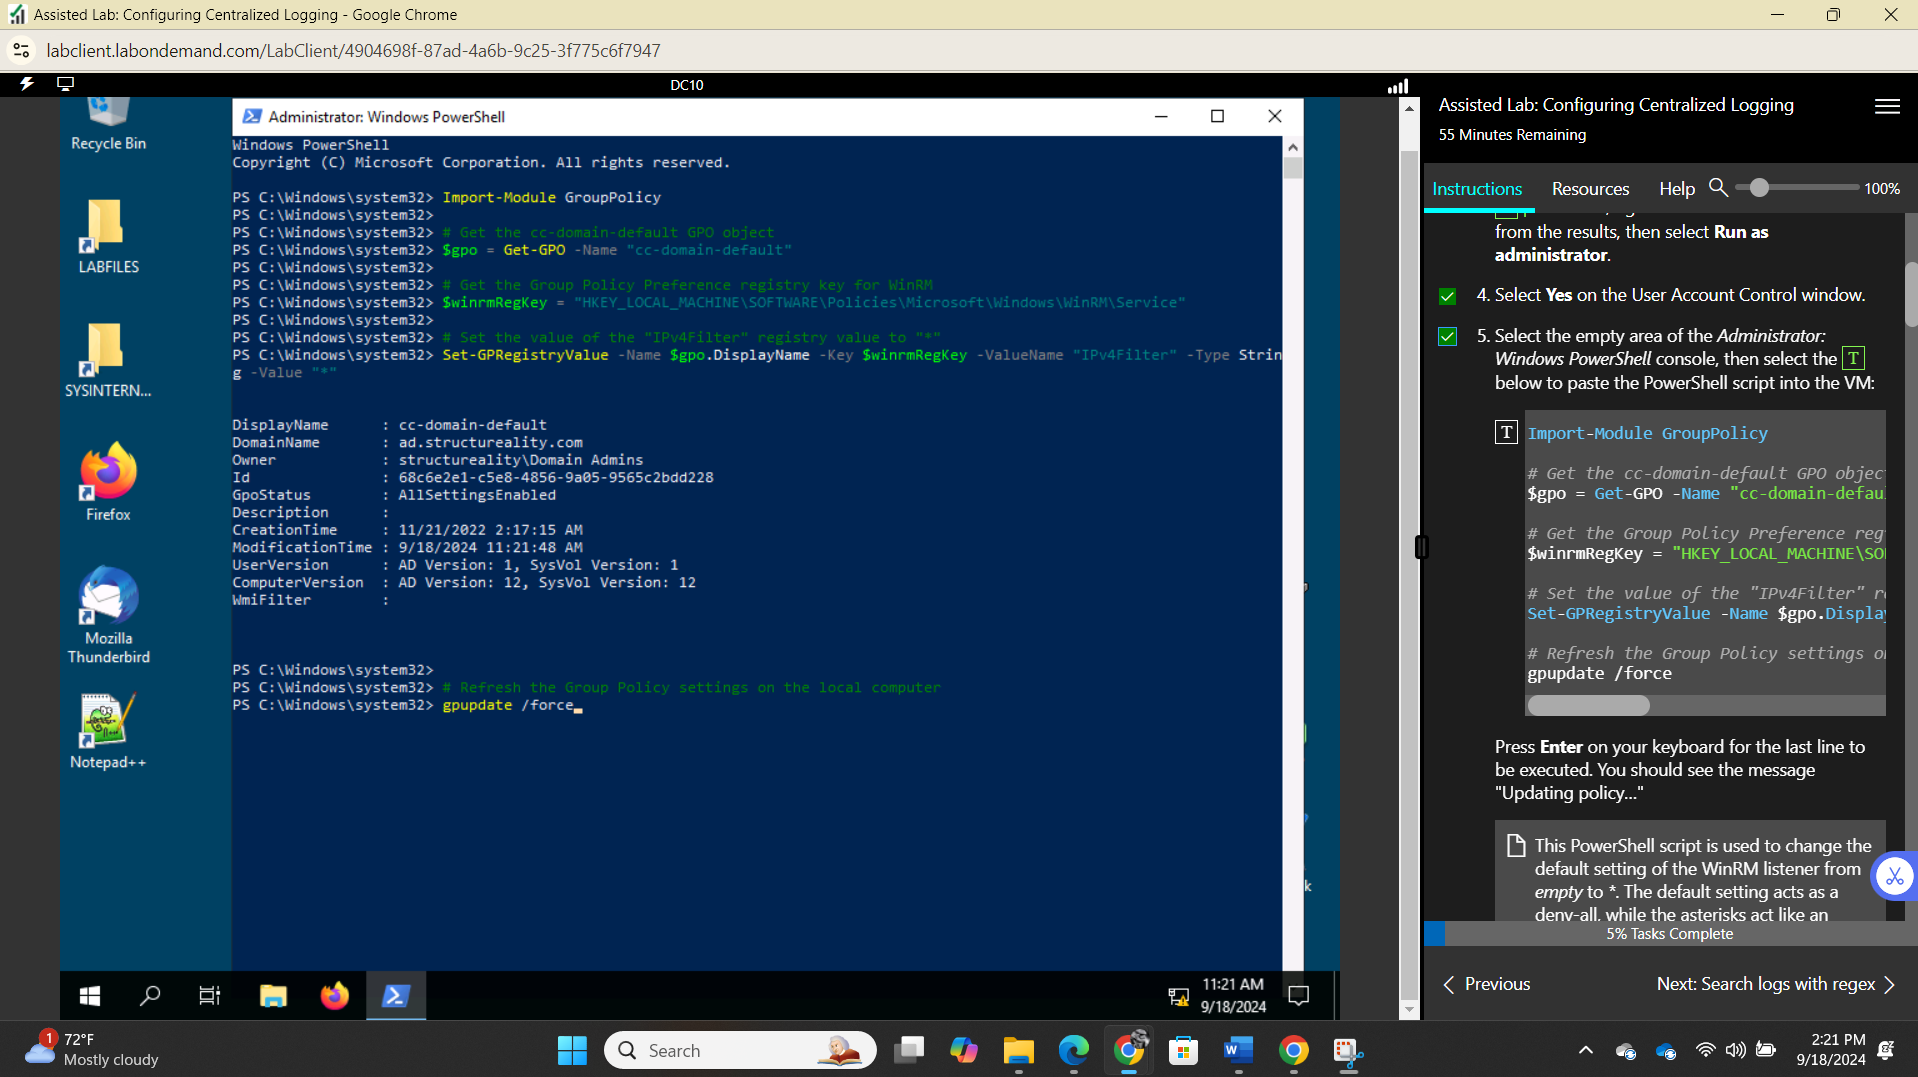 Assisted Lab: Configuring Centralized Logging - Google Chrome
labclient.labondemand.com/LabClient/4904698f-87ad-4a6b-9c25-3f775c6f7947
DC10
Recycle Bin
LABFILES
SYSINTERN...
Firefox
Mozilla
Thunderbird
Notepad++
Administrator: Windows PowerShell
Windows PowerShell
Copyright (C) Microsoft Corporation. All rights reserved.
PS C:\Windows\system32> Import-Module GroupPolicy
PS C:\Windows\system32>
PS C:\Windows\system32> # Get the cc-domain-default GPO object
PS C:\Windows\system32> $gpo = Get-GPO -Name "cc-domain-default"
PS C:\Windows\system32>
PS C:\Windows\system32> # Get the Group Policy Preference registry key for WinRM
PS C:\Windows\system32> $winrmRegKey = "HKEY_LOCAL_MACHINE\SOFTWARE\Policies\Microsoft\Windows\WinRM\Service"
PS C:\Windows\system32>
PS C:\Windows\system32> # Set the value of the "IPv4Filter" registry value to "*"
PS C:\Windows\system32> Set-GPRegistryValue -Name $gpo.DisplayName -Key $winrmRegKey -ValueName "IPv4Filter" -Type Strin
g -Value "*"
DisplayName : cc-domain-default
DomainName : ad.structureality.com
Owner : structureality\Domain Admins
Id : 68c6e2e1-c5e8-4856-9a05-9565c2bdd228
GpoStatus : AllSettingsEnabled
Description :
CreationTime : 11/21/2022 2:17:15 AM
ModificationTime : 9/18/2024 11:21:48 AM
UserVersion : AD Version: 1, SysVol Version: 1
ComputerVersion : AD Version: 12, SysVol Version: 12
WmiFilter :
PS C:\Windows\system32>
PS C:\Windows\system32> # Refresh the Group Policy settings on the local computer
PS C:\Windows\system32> gpupdate /force
k
11:21 AM
9/18/2024
Assisted Lab: Configuring Centralized Logging
55 Minutes Remaining
Instructions Resources Help 100%
from the results, then select Run as
administrator.
4. Select Yes on the User Account Control window.
5. Select the empty area of the Administrator:
Windows PowerShell console, then select the T
below to paste the PowerShell script into the VM:
T
Import-Module GroupPolicy
# Get the cc-domain-default GPO objec
$gpo = Get-GPO -Name "cc-domain-defau
# Get the Group Policy Preference reg
$winrmRegKey = "HKEY_LOCAL_MACHINE\SO
# Set the value of the "IPv4Filter" r
Set-GPRegistryValue -Name $gpo.Display
# Refresh the Group Policy settings o
gpupdate /force
Press Enter on your keyboard for the last line to
be executed. You should see the message
"Updating policy..."
This PowerShell script is used to change the
default setting of the WinRM listener from
empty to *. The default setting acts as a
deny-all, while the asterisks act like an
5% Tasks Complete
Previous
Next: Search logs with regex
1
72°F
Mostly cloudy
Search
2:21 PM
9/18/2024